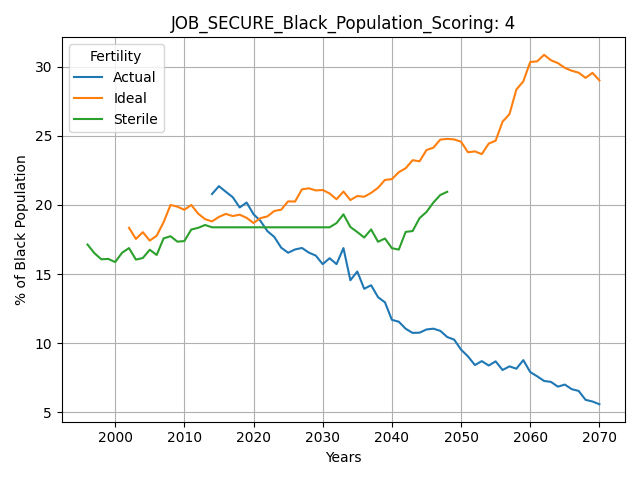 JOB_SECURE_Black_Population_Scoring: 4
Fertility
Actual
Ideal
Sterile
% of Black Population
30
25
20
15
10
5
2000 2010 2020 2030 2040 2050 2060 2070
Years